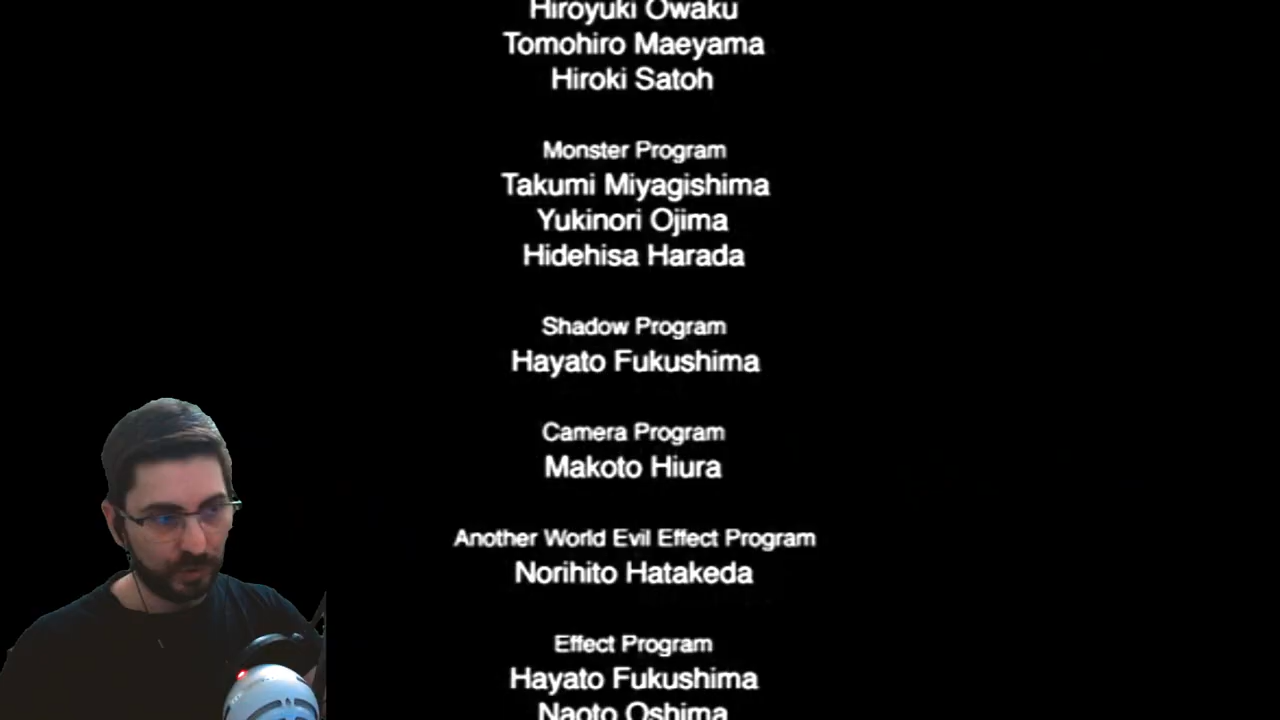 Hiroyuki Owaku
Tomohiro Maeyama
Hiroki Satoh
Monster Program
Takumi Miyagishima
Yukinori Ojima
Hidehisa Harada
Shadow Program
Hayato Fukushima
Camera Program
Makoto Hiura
Another World Evil Effect Program
Norihito Hatakeda
Effect Program
Hayato Fukushima
Naoto Oshima